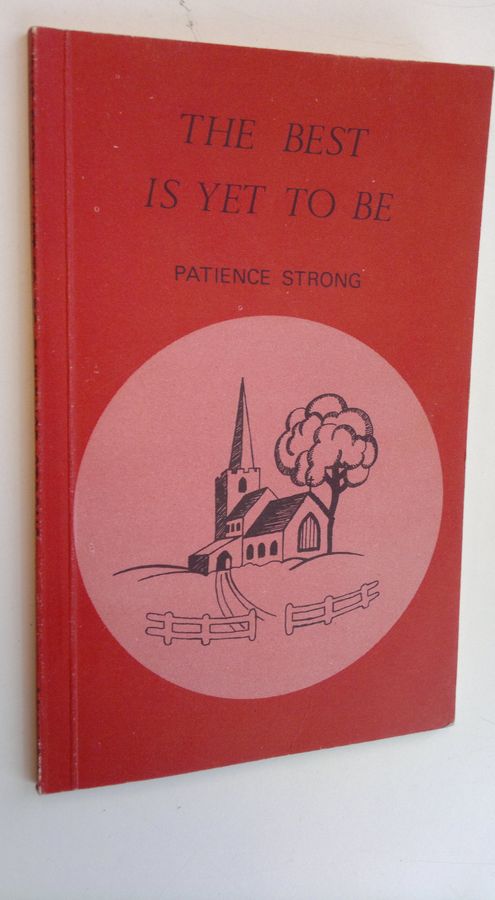 THE BEST
IS YET TO BE
PATIENCE STRONG